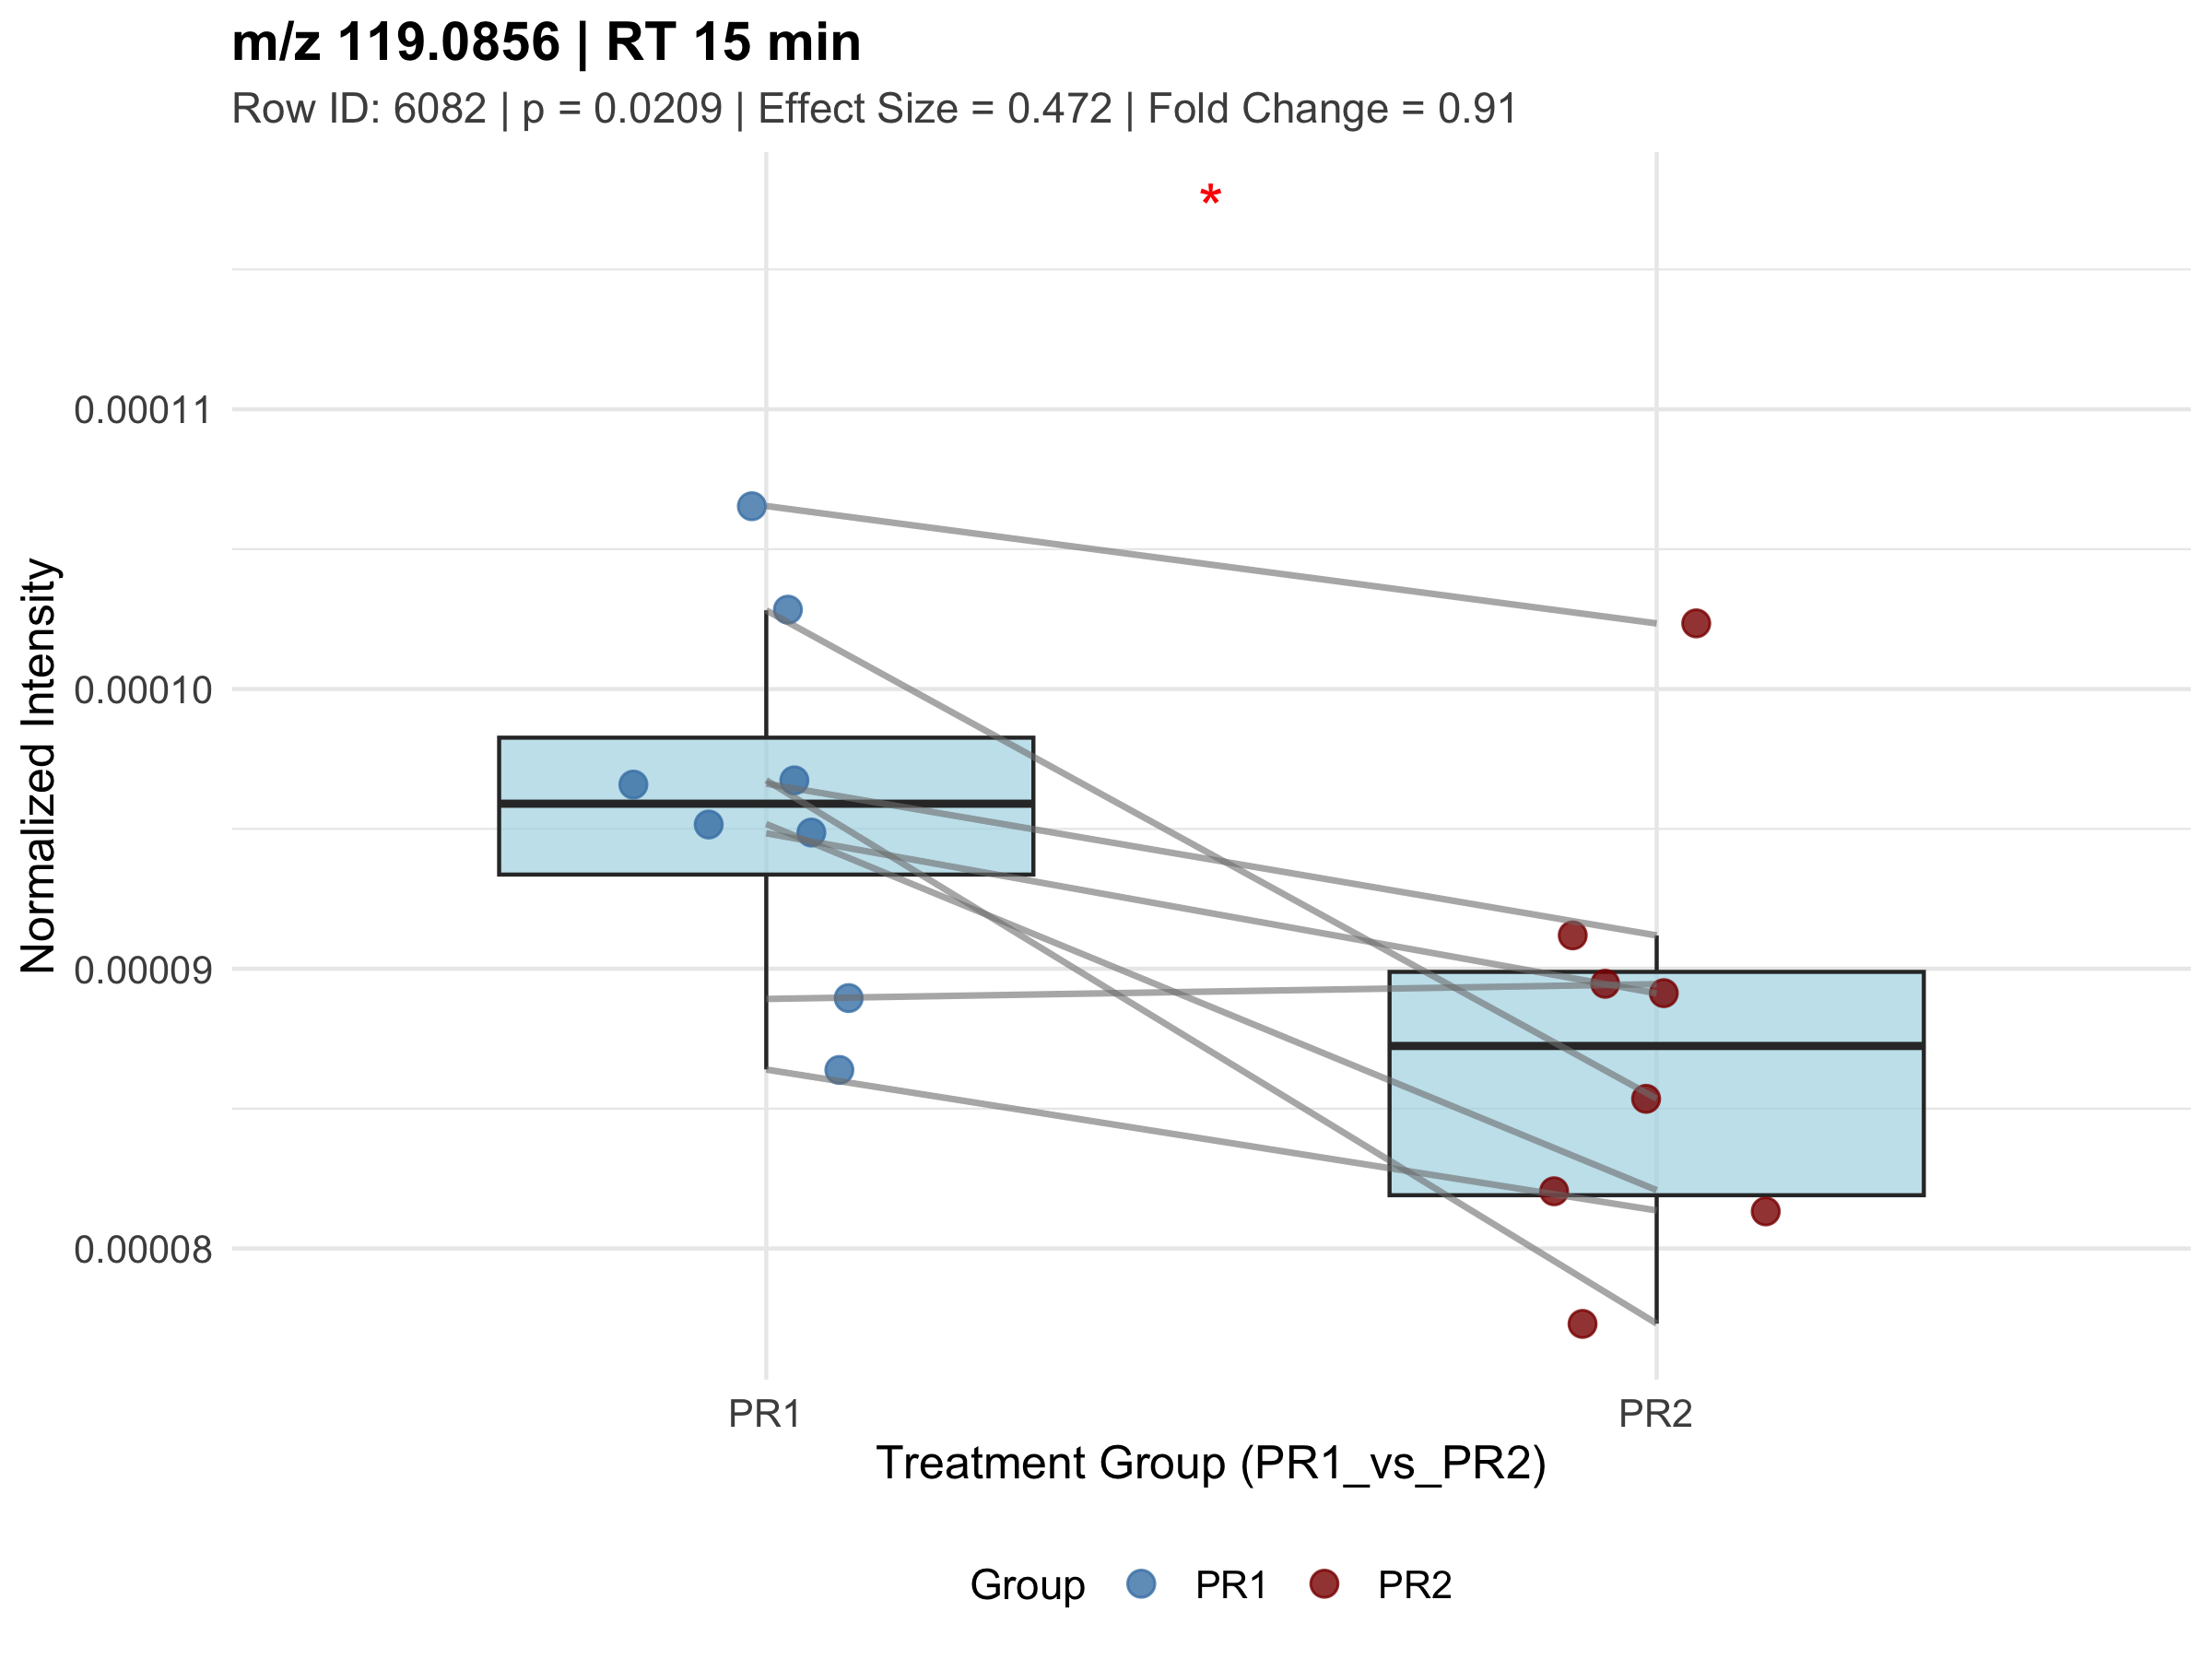 m/z 119.0856 | RT 15 min
Row ID: 6082 | p = 0.0209 | Effect Size = 0.472 | Fold Change = 0.91
*
Normalized Intensity
0.00011
0.00010
0.00009
0.00008
PR1 PR2
Treatment Group (PR1_vs_PR2)
Group PR1 PR2